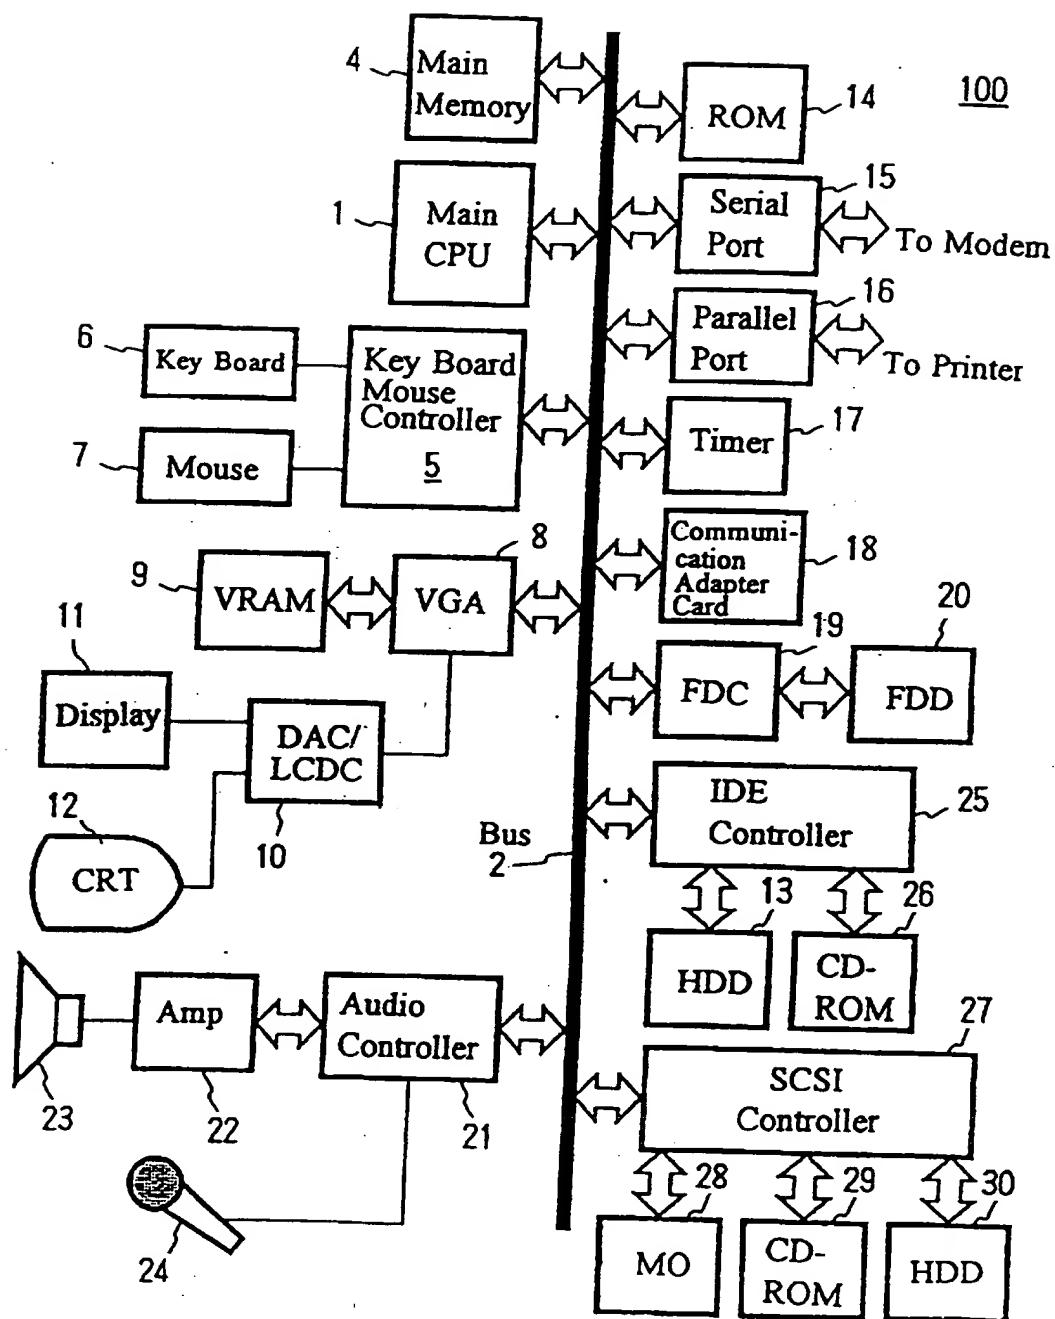 4
Main
Memory
14
ROM
100
1
Main
CPU
15
Serial
Port
To Modem
16
Parallel
Port
To Printer
6
Key Board
Key Board
Mouse
Controller
5
7
Mouse
17
Timer
18
Communi-
cation
Adapter
Card
9
VRAM
8
VGA
11
Display
19
FDC
20
FDD
DAC/
LCDC
10
12
CRT
Bus
2
25
IDE
Controller
13
HDD
26
CD-
ROM
23
Amp
22
Audio
Controller
21
24
27
SCSI
Controller
28
MO
29
CD-
ROM
30
HDD